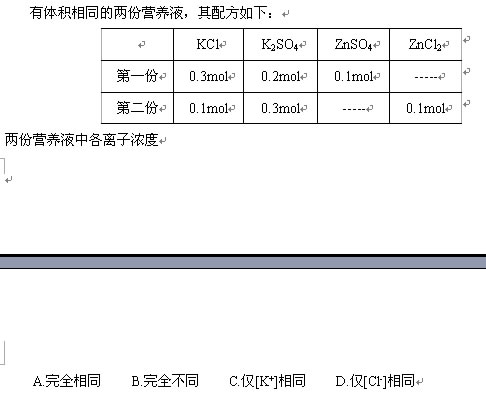 有体积相同的两份营养液，其配方如下：
KCl K₂SO₄ ZnSO₄ ZnCl₂
第一份 0.3mol 0.2mol 0.1mol -----
第二份 0.1mol 0.3mol ----- 0.1mol
两份营养液中各离子浓度
A.完全相同 B.完全不同 C.仅[K⁺]相同 D.仅[Cl⁻]相同